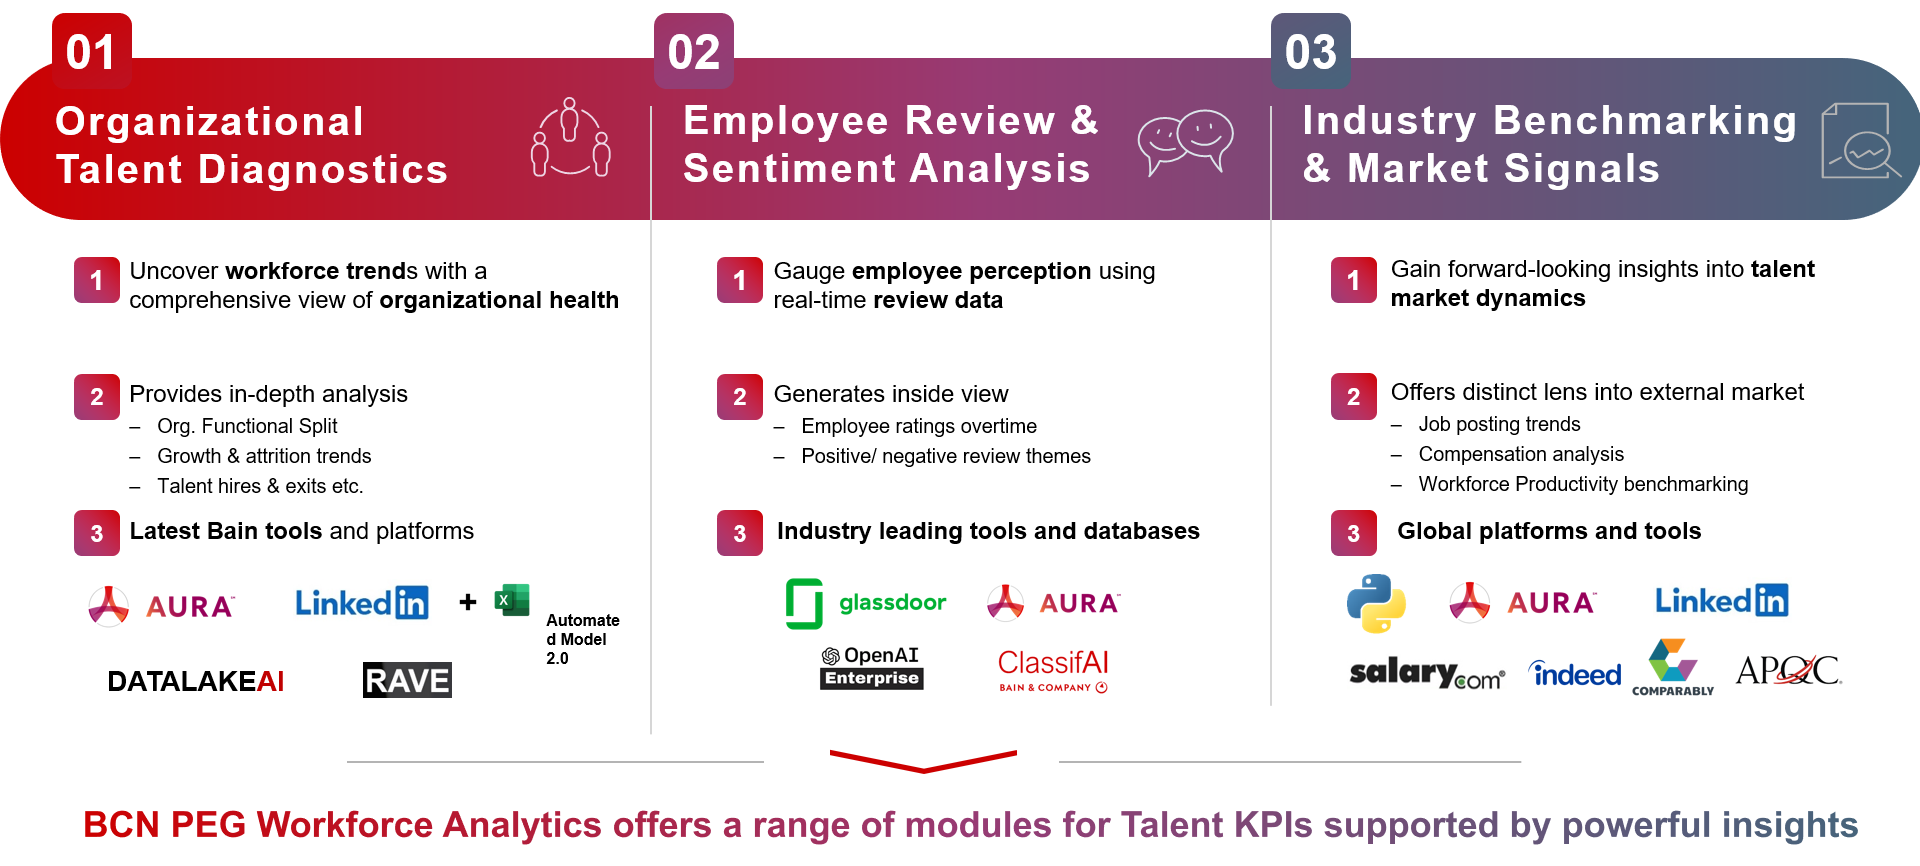 01
Organizational
Talent Diagnostics
1
Uncover workforce trends with a
comprehensive view of organizational health
2
Provides in-depth analysis
– Org. Functional Split
– Growth & attrition trends
– Talent hires & exits etc.
3
Latest Bain tools and platforms
AURA™
LinkedIn
+
X
Automate
d Model
2.0
DATALAKEAI
RAVE
02
Employee Review &
Sentiment Analysis
1
Gauge employee perception using
real-time review data
2
Generates inside view
– Employee ratings overtime
– Positive/ negative review themes
3
Industry leading tools and databases
glassdoor
AURA™
OpenAI
Enterprise
ClassifAI
BAIN & COMPANY
03
Industry Benchmarking
& Market Signals
1
Gain forward-looking insights into talent
market dynamics
2
Offers distinct lens into external market
– Job posting trends
– Compensation analysis
– Workforce Productivity benchmarking
3
Global platforms and tools
AURA™
LinkedIn
salary.com®
indeed
COMPARABLY
APQC®
BCN PEG Workforce Analytics offers a range of modules for Talent KPIs supported by powerful insights